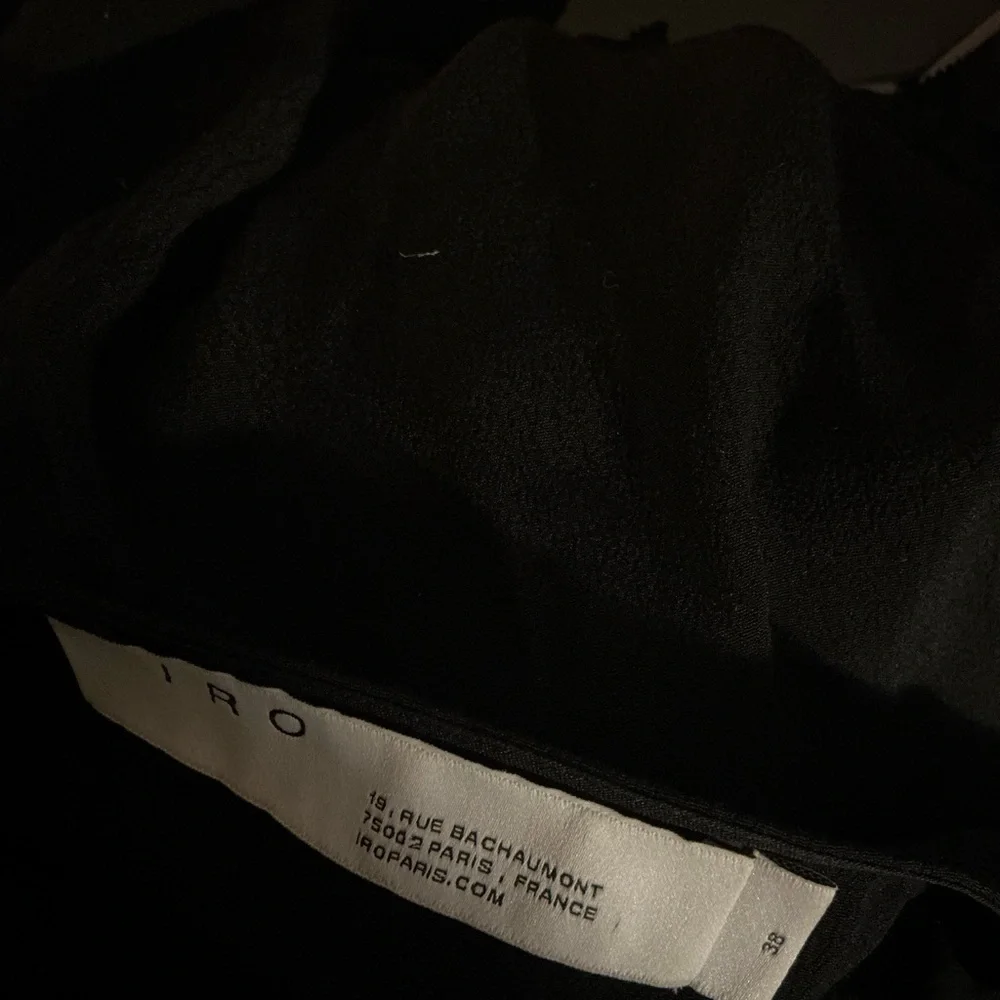 IRO
19, RUE BACHAUMONT
75002 PARIS, FRANCE
IROPARIS.COM
38